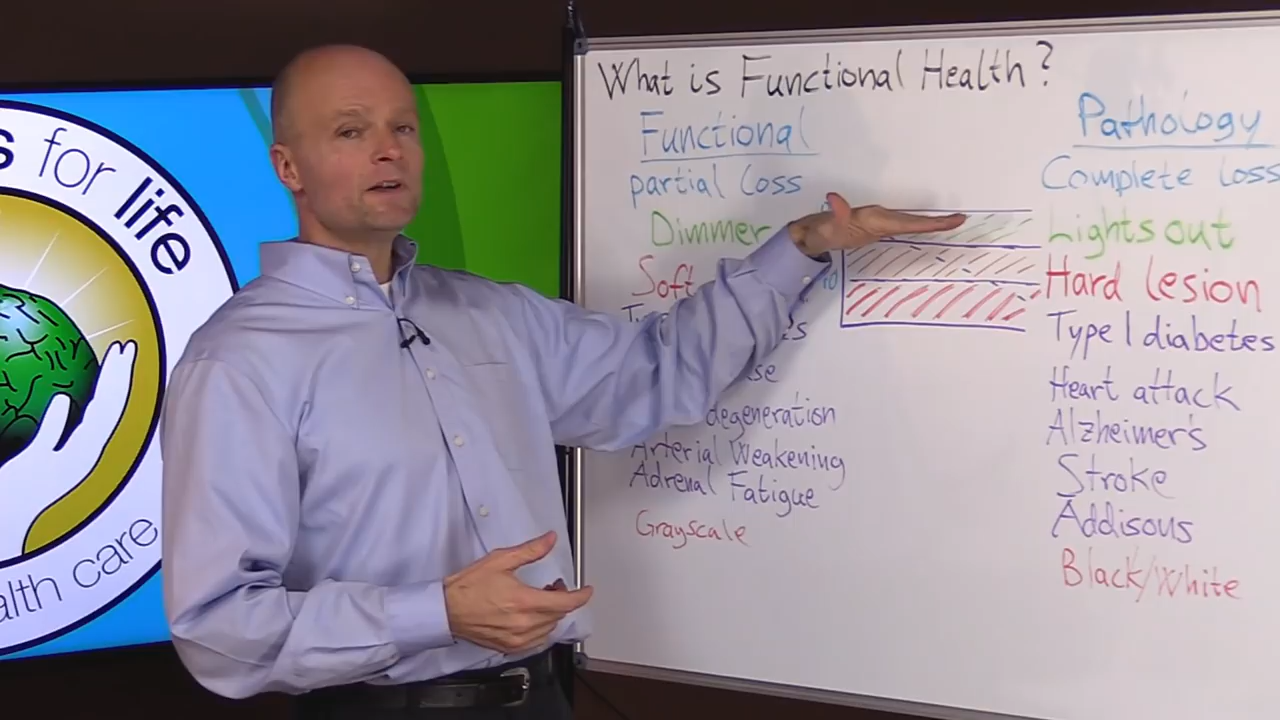 What is Functional Health?
Functional
partial loss
Dimmer
Soft
degeneration
Arterial Weakening
Adrenal Fatigue
Grayscale
Pathology
Complete loss
Lights out
Hard lesion
Type 1 diabetes
Heart attack
Alzheimer's
Stroke
Addisons
Black/White
s for life
alth care